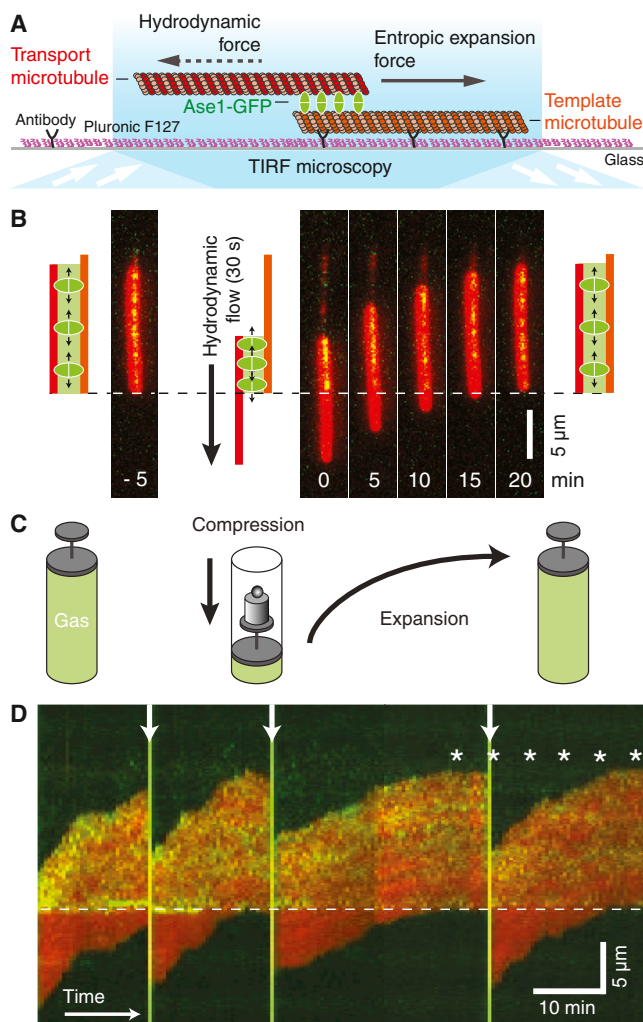 A
Hydrodynamic
force
Entropic expansion
force
Transport
microtubule
Ase1-GFP
Template
microtubule
Antibody
Pluronic F127
Glass
TIRF microscopy
B
Hydrodynamic
flow (30 s)
5 µm
- 5
0
5
10
15
20
min
C
Compression
Gas
Expansion
D
* * * * * *
Time
10 min
5 µm